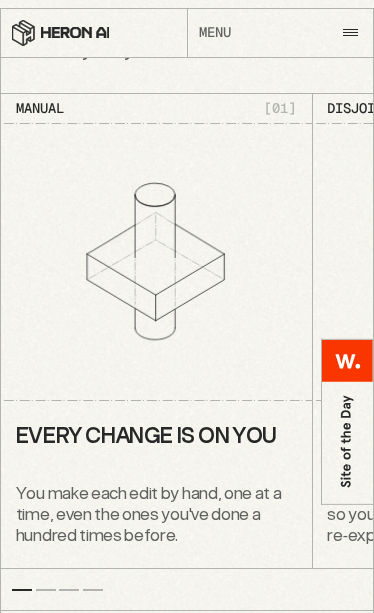 HERON AI
MENU
MANUAL
[01]
EVERY CHANGE IS ON YOU
You make each edit by hand, one at a
time, even the ones you've done a
hundred times before.
DISJOI
so you
re-exp
W.
Site of the Day